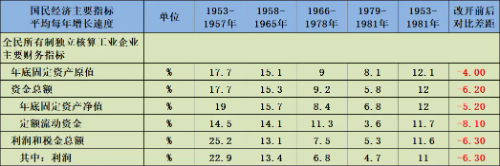 国民经济主要指标 平均每年增长速度 单位 1953-1957年 1958-1965年 1966-1978年 1979-1981年 1953-1981年 改开前后对比差距
全民所有制独立核算工业企业主要财务指标
年底固定资产原值 % 17.7 15.1 9 8.1 12.1 -4.00
资金总额 % 17.7 15.3 9.2 5.8 12 -6.20
年底固定资产净值 % 19 15.7 8.4 6.8 12 -5.20
定额流动资金 % 14.5 14.1 11.3 3.6 11.7 -8.10
利润和税金总额 % 25.2 13.1 7.5 5.3 11.6 -6.30
其中：利润 % 22.9 13.4 6.8 4.7 11 -6.30